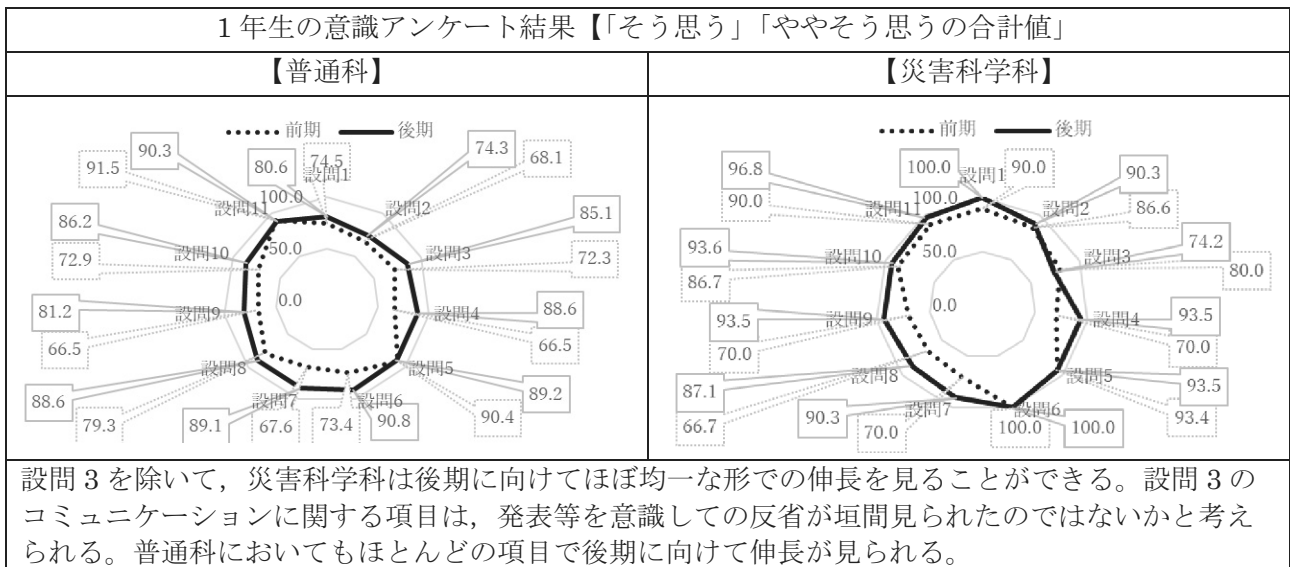 1年生の意識アンケート結果【「そう思う」「ややそう思うの合計値」
【普通科】
前期 後期
80.6
74.5
設問1
74.3
68.1
設問2
85.1
72.3
設問3
88.6
66.5
設問4
89.2
90.4
設問5
90.8
73.4
設問6
67.6
89.1
設問7
88.6
79.3
設問8
81.2
66.5
設問9
86.2
72.9
設問10
90.3
91.5
設問11
100.0
50.0
0.0
【災害科学科】
前期 後期
100.0
90.0
設問1
90.3
86.6
設問2
74.2
80.0
設問3
93.5
70.0
設問4
93.5
93.4
設問5
100.0
100.0
設問6
90.3
70.0
設問7
87.1
66.7
設問8
93.5
70.0
設問9
93.6
86.7
設問10
96.8
90.0
設問11
100.0
50.0
0.0
設問3を除いて，災害科学科は後期に向けてほぼ均一な形での伸長を見ることができる。設問3の
コミュニケーションに関する項目は，発表等を意識しての反省が垣間見られたのではないかと考え
られる。普通科においてもほとんどの項目で後期に向けて伸長が見られる。